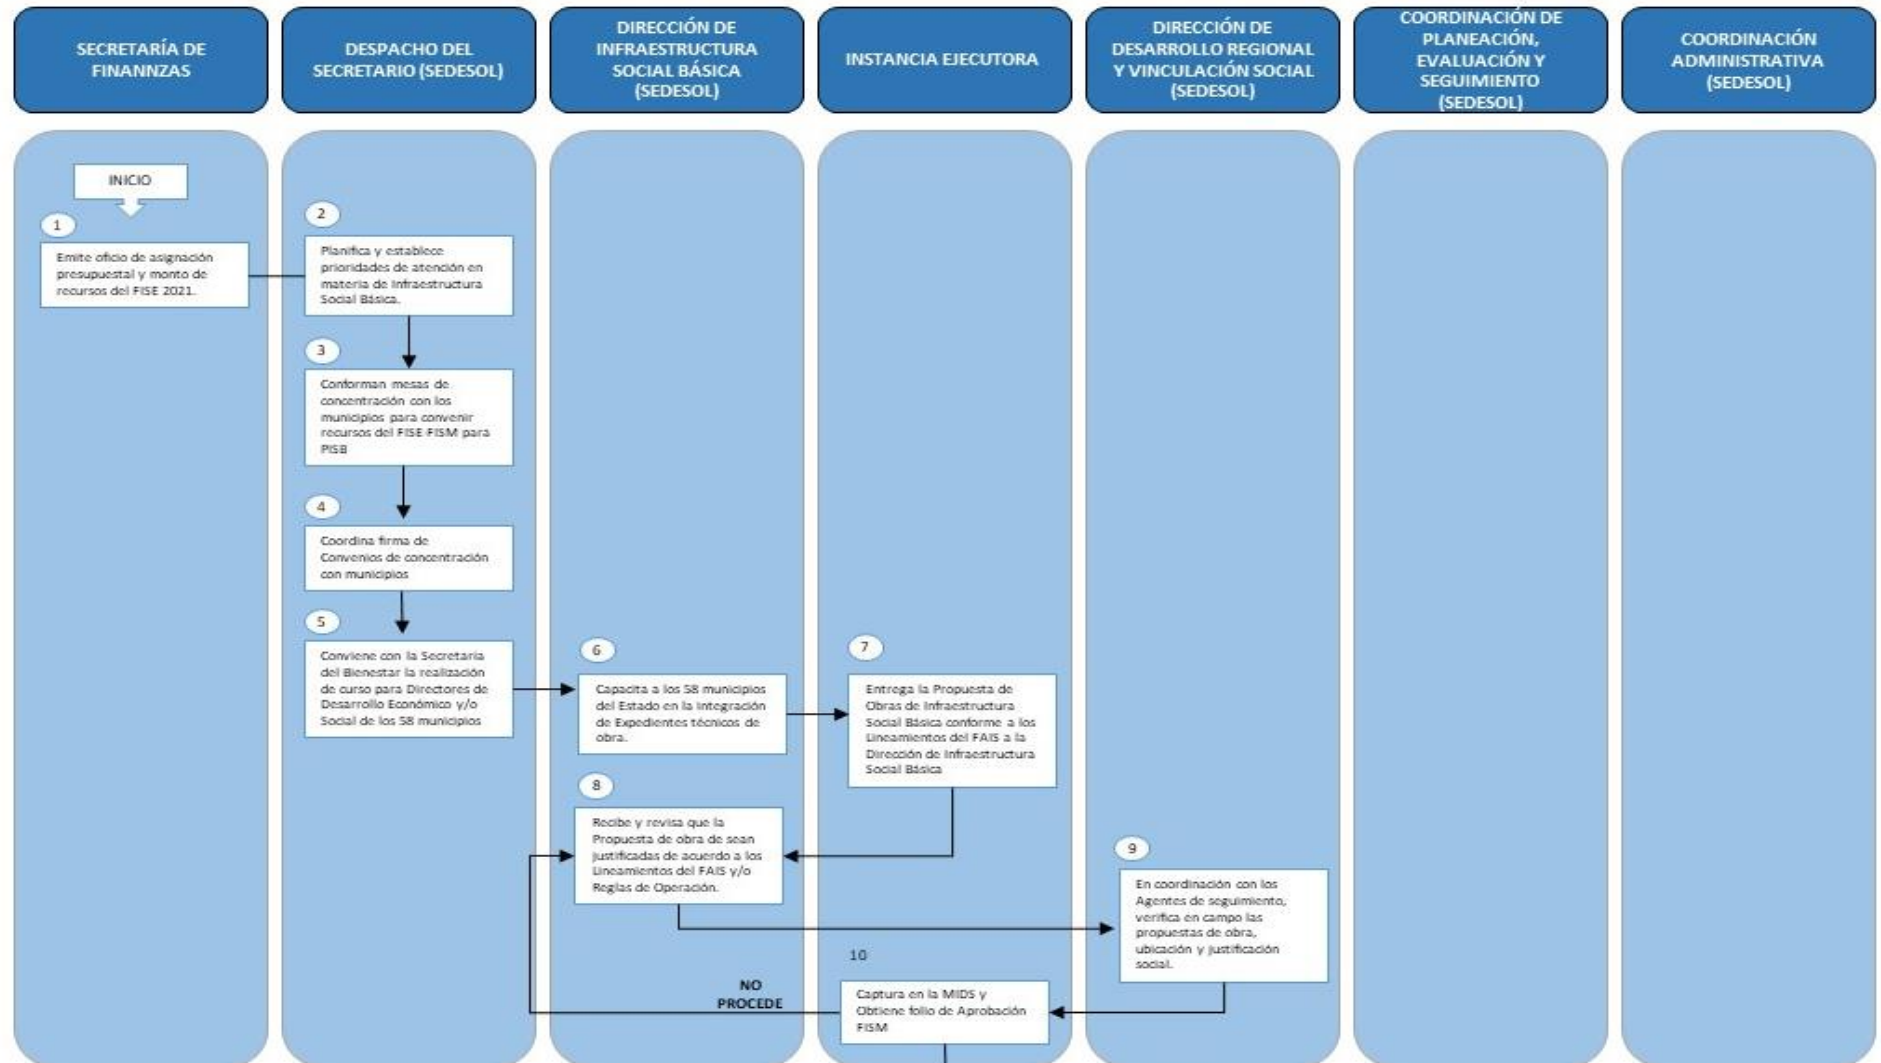 SECRETARÍA DE
FINANNZAS
DESPACHO DEL
SECRETARIO (SEDESOL)
DIRECCIÓN DE
INFRAESTRUCTURA
SOCIAL BÁSICA
(SEDESOL)
INSTANCIA EJECUTORA
DIRECCIÓN DE
DESARROLLO REGIONAL
Y VINCULACIÓN SOCIAL
(SEDESOL)
COORDINACIÓN DE
PLANEACIÓN,
EVALUACIÓN Y
SEGUIMIENTO
(SEDESOL)
COORDINACIÓN
ADMINISTRATIVA
(SEDESOL)
INICIO
1
Emite oficio de asignación
presupuestal y monto de
recursos del FISE 2021.
2
Planifica y establece
prioridades de atención en
materia de Infraestructura
Social Básica.
3
Conforman mesas de
concentración con los
municipios para convenir
recursos del FISE-FISM para
PISB
4
Coordina firma de
Convenios de concentración
con municipios
5
Conviene con la Secretaria
del Bienestar la realización
de curso para Directores de
Desarrollo Económico y/o
Social de los 58 municipios
6
Capacita a los 58 municipios
del Estado en la integración
de Expedientes técnicos de
obra.
7
Entrega la Propuesta de
Obras de Infraestructura
Social Básica conforme a los
Lineamientos del FAIS a la
Dirección de Infraestructura
Social Básica
8
Recibe y revisa que la
Propuesta de obra de sean
justificadas de acuerdo a los
Lineamientos del FAIS y/o
Reglas de Operación.
9
En coordinación con los
Agentes de seguimiento,
verifica en campo las
propuestas de obra,
ubicación y justificación
social.
10
Captura en la MIDS y
Obtiene folio de Aprobación
FISM
NO
PROCEDE